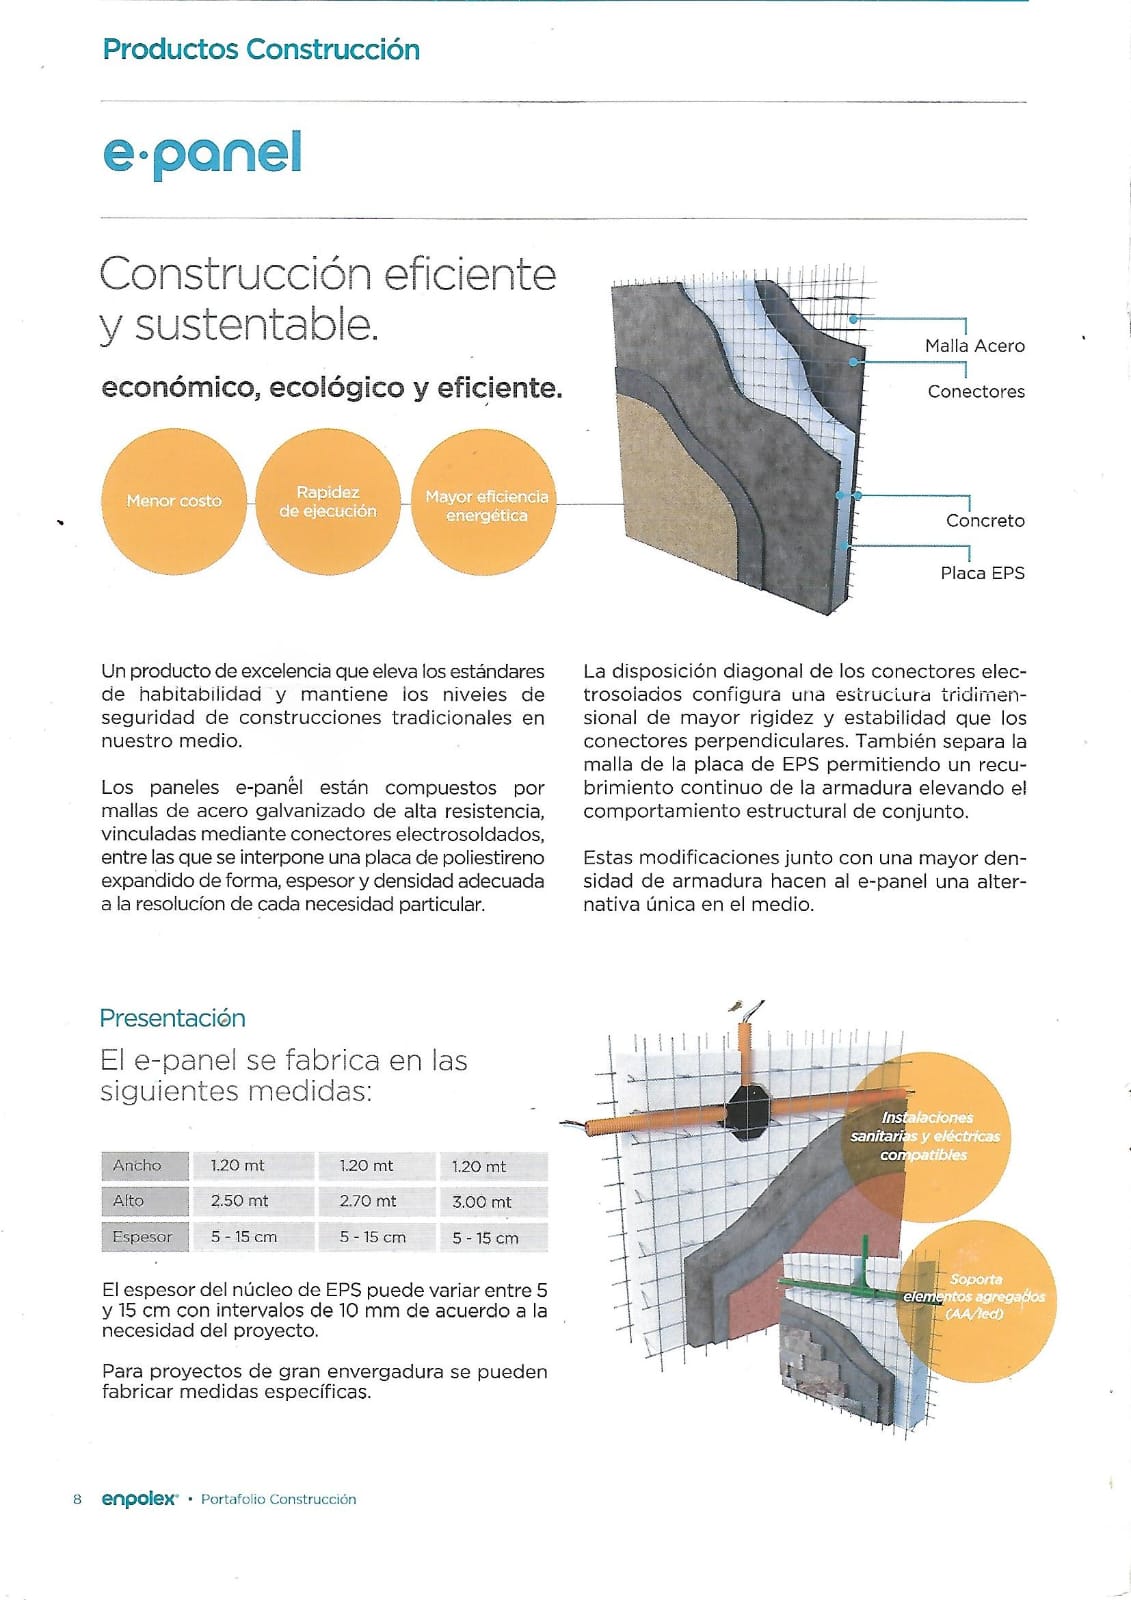 Productos Construcción
e·panel
Construcción eficiente
y sustentable.
económico, ecológico y eficiente.
Menor costo
Rapidez
de ejecución
Mayor eficiencia
energética
Malla Acero
Conectores
Concreto
Placa EPS
Un producto de excelencia que eleva los estándares
de habitabilidad y mantiene los niveles de
seguridad de construcciones tradicionales en
nuestro medio.
Los paneles e-panel están compuestos por
mallas de acero galvanizado de alta resistencia,
vinculadas mediante conectores electrosoldados,
entre las que se interpone una placa de poliestireno
expandido de forma, espesor y densidad adecuada
a la resolucíon de cada necesidad particular.
La disposición diagonal de los conectores elec-
trosolados configura una estructura tridimen-
sional de mayor rigidez y estabilidad que los
conectores perpendiculares. También separa la
malla de la placa de EPS permitiendo un recu-
brimiento continuo de la armadura elevando el
comportamiento estructural de conjunto.
Estas modificaciones junto con una mayor den-
sidad de armadura hacen al e-panel una alter-
nativa única en el medio.
Presentación
El e-panel se fabrica en las
siguientes medidas:
Ancho 1.20 mt 1.20 mt 1.20 mt
Alto 2.50 mt 2.70 mt 3.00 mt
Espesor 5 - 15 cm 5 - 15 cm 5 - 15 cm
El espesor del núcleo de EPS puede variar entre 5
y 15 cm con intervalos de 10 mm de acuerdo a la
necesidad del proyecto.
Para proyectos de gran envergadura se pueden
fabricar medidas específicas.
Instalaciones
sanitarias y eléctricas
compatibles
Soporta
elementos agregados
(AA/led)
8 enpolex® • Portafolio Construcción